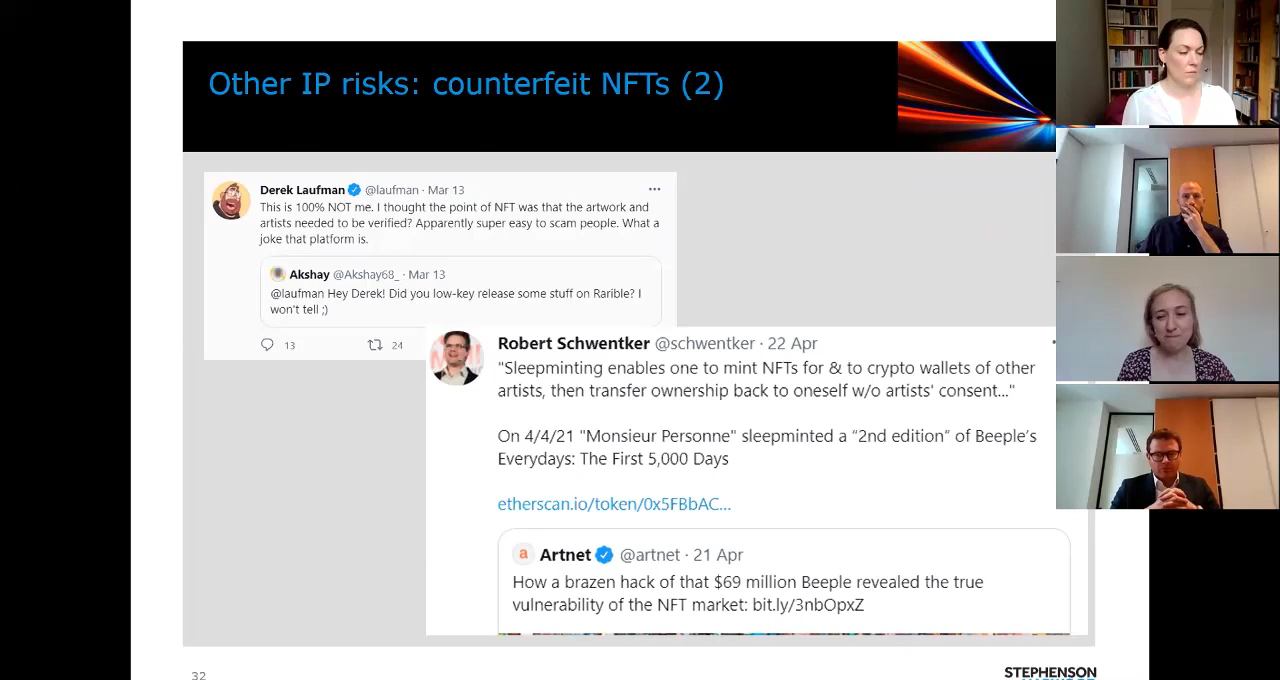 Other IP risks: counterfeit NFTs (2)
Derek Laufman @laufman · Mar 13
This is 100% NOT me. I thought the point of NFT was that the artwork and
artists needed to be verified? Apparently super easy to scam people. What a
joke that platform is.
Akshay @Akshay68_ · Mar 13
@laufman Hey Derek! Did you low-key release some stuff on Rarible? I
won't tell ;)
13 24
Robert Schwentker @schwentker · 22 Apr
"Sleepminting enables one to mint NFTs for & to crypto wallets of other
artists, then transfer ownership back to oneself w/o artists' consent..."
On 4/4/21 "Monsieur Personne" sleepminted a “2nd edition” of Beeple’s
Everydays: The First 5,000 Days
etherscan.io/token/0x5FBbAC...
a Artnet @artnet · 21 Apr
How a brazen hack of that $69 million Beeple revealed the true
vulnerability of the NFT market: bit.ly/3nbOpxZ
32
STEPHENSON